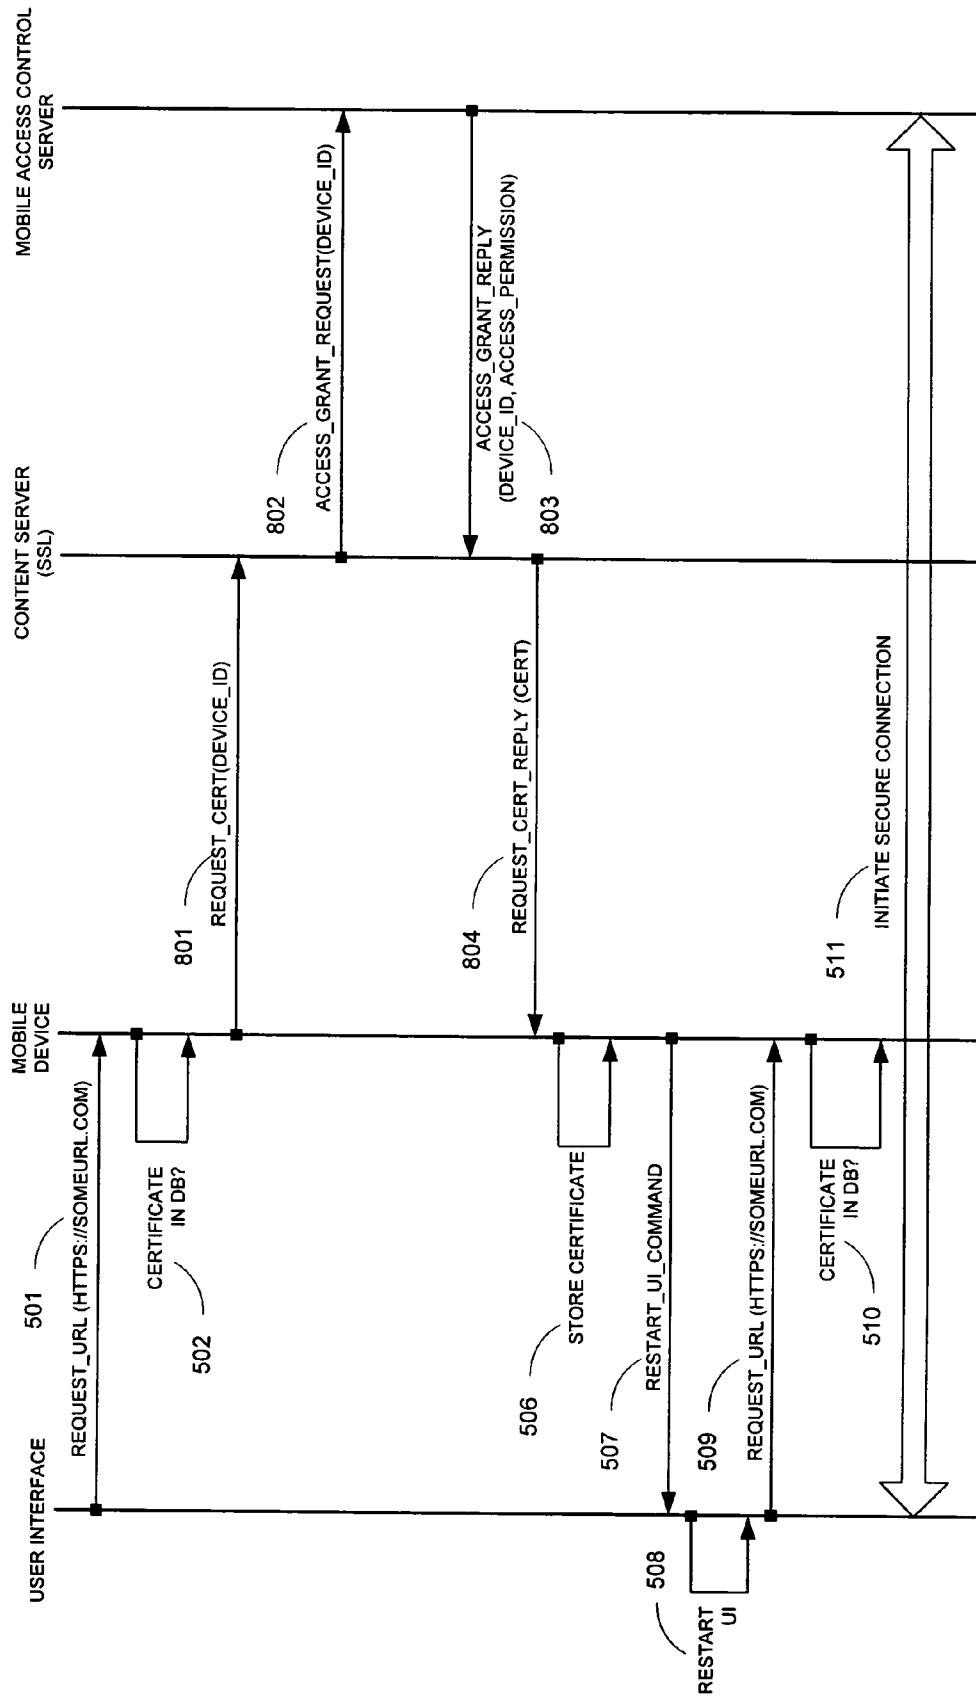 USER INTERFACE
MOBILE
DEVICE
CONTENT SERVER
(SSL)
MOBILE ACCESS CONTROL
SERVER
501
REQUEST_URL (HTTPS://SOMEURL.COM)
CERTIFICATE
IN DB?
502
801
REQUEST_CERT(DEVICE_ID)
802
ACCESS_GRANT_REQUEST(DEVICE_ID)
ACCESS_GRANT_REPLY
(DEVICE_ID, ACCESS_PERMISSION)
803
804
REQUEST_CERT_REPLY (CERT)
506
STORE CERTIFICATE
507
RESTART_UI_COMMAND
508
RESTART
UI
509
REQUEST_URL (HTTPS://SOMEURL.COM)
CERTIFICATE
IN DB?
510
511
INITIATE SECURE CONNECTION